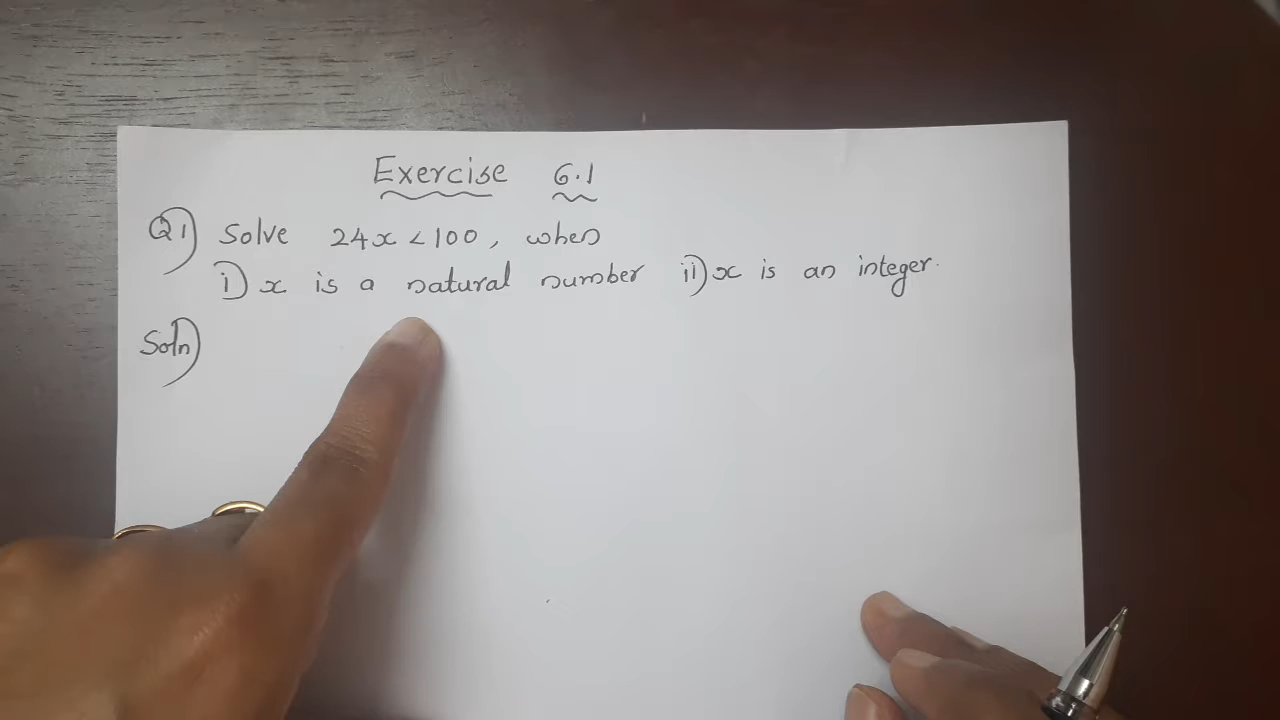 Exercise 6.1
Q1) Solve 24x < 100, when
i) x is a natural number ii) x is an integer.
Soln)